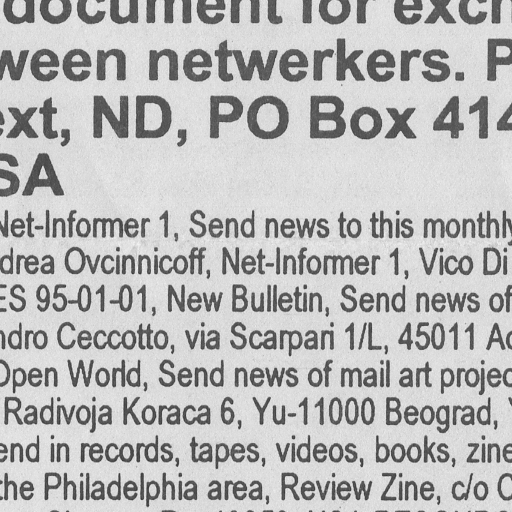 document for exch
ween netwerkers. P
ext, ND, PO Box 414
SA
Net-Informer 1, Send news to this monthly
drea Ovcinnicoff, Net-Informer 1, Vico Di
ES 95-01-01, New Bulletin, Send news of
ndro Ceccotto, via Scarpari 1/L, 45011 Ad
Open World, Send news of mail art projec
Radivoja Koraca 6, Yu-11000 Beograd, Y
end in records, tapes, videos, books, zine
the Philadelphia area, Review Zine, c/o C